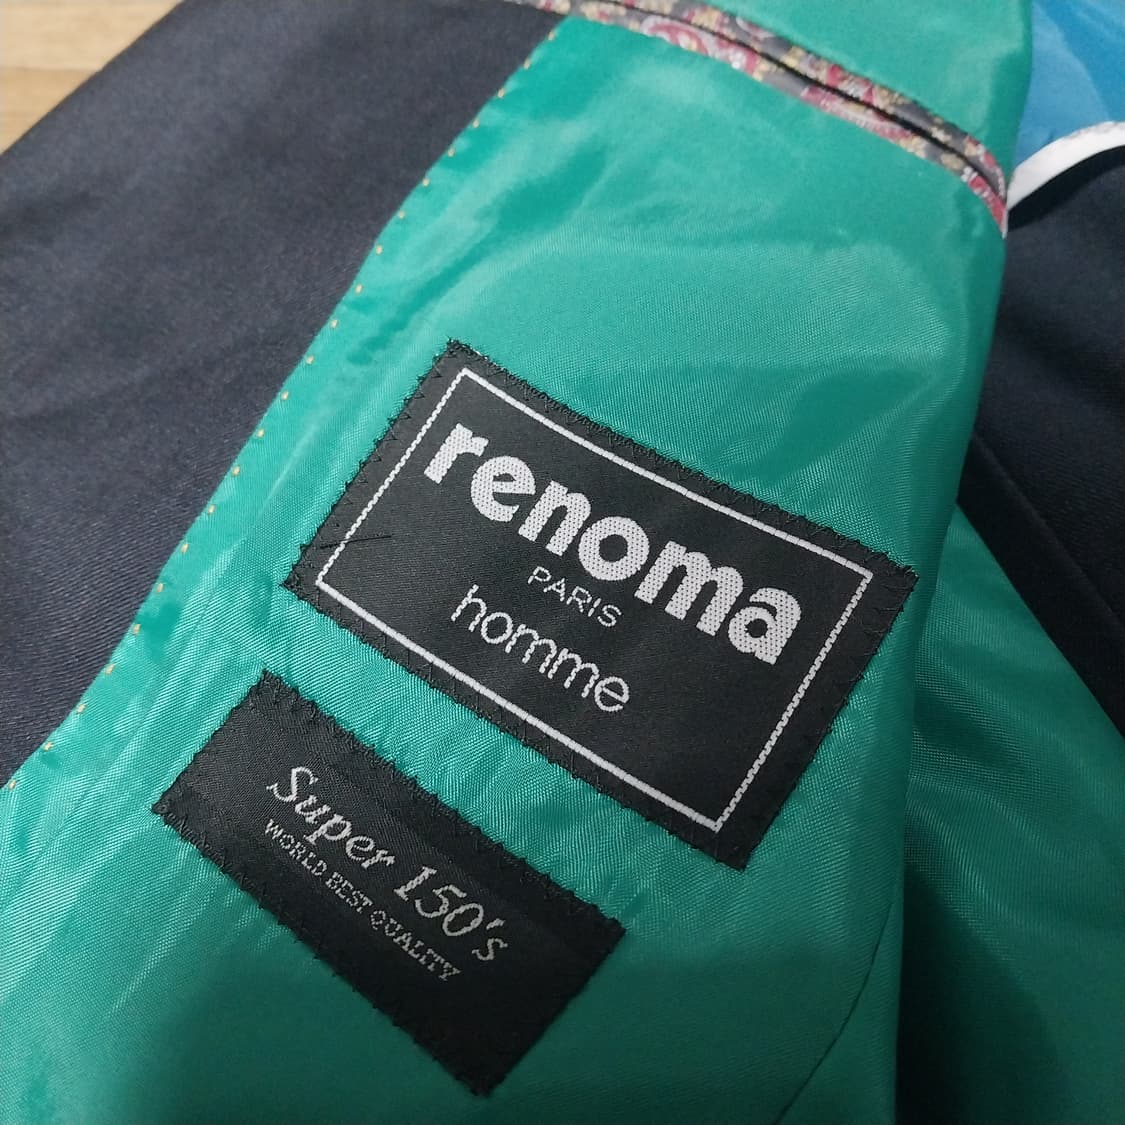 renoma
PARIS
homme
Super 150's
WORLD BEST QUALITY